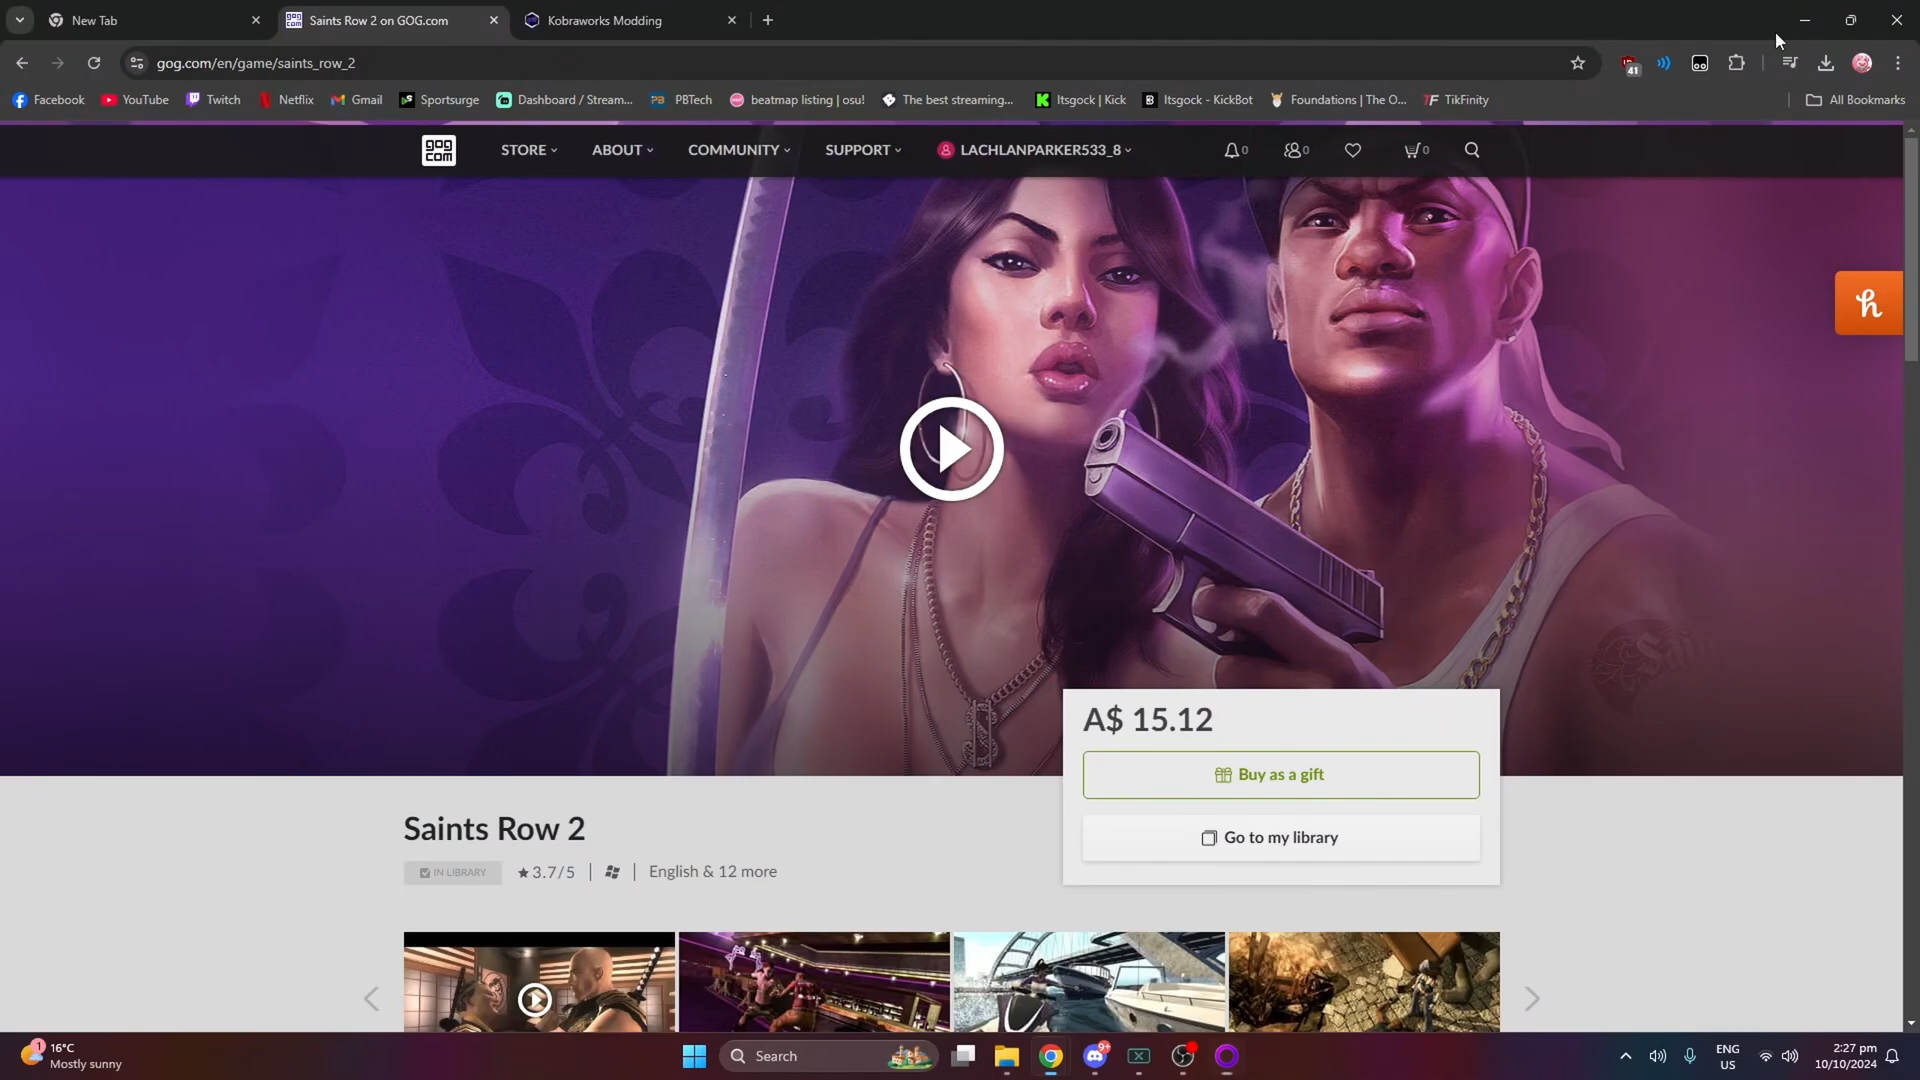 New Tab
Saints Row 2 on GOG.com
Kobraworks Modding
gog.com/en/game/saints_row_2
41
Facebook
YouTube
Twitch
Netflix
Gmail
Sportsurge
Dashboard / Stream...
PBTech
beatmap listing | osu!
The best streaming...
Itsgock | Kick
Itsgock - KickBot
Foundations | The O...
TikFinity
All Bookmarks
gog com
STORE
ABOUT
COMMUNITY
SUPPORT
LACHLANPARKER533_8
0
0
0
h
A$ 15.12
Buy as a gift
Go to my library
Saints Row 2
IN LIBRARY
3.7/5
English & 12 more
1
16°C
Mostly sunny
Search
9+
ENG
US
2:27 pm
10/10/2024